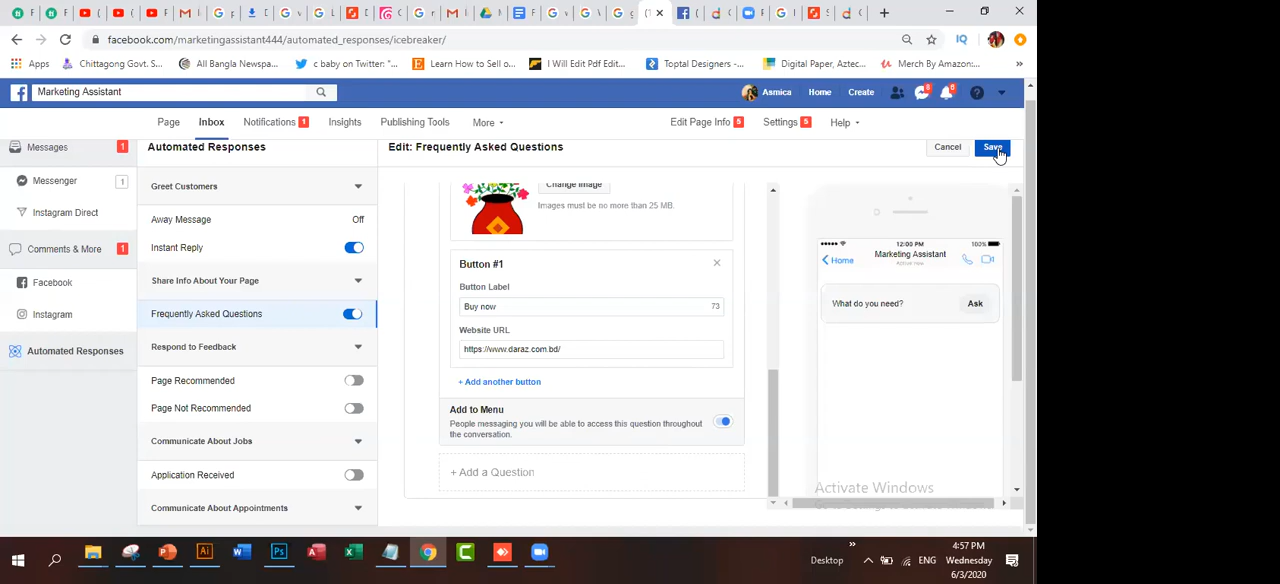 facebook.com/marketingassistant444/automated_responses/icebreaker/
IQ
Apps
Chittagong Govt. S...
All Bangla Newspa...
c baby on Twitter: "...
Learn How to Sell o...
I Will Edit Pdf Edit...
Toptal Designers -...
Digital Paper, Aztec...
Merch By Amazon:...
»
Marketing Assistant
Asmica
Home
Create
8
8
Page
Inbox
Notifications 1
Insights
Publishing Tools
More
Edit Page Info 5
Settings 5
Help
Messages 1
Messenger 1
Instagram Direct
Comments & More 1
Facebook
Instagram
Automated Responses
Automated Responses
Greet Customers
Away Message Off
Instant Reply
Share Info About Your Page
Frequently Asked Questions
Respond to Feedback
Page Recommended
Page Not Recommended
Communicate About Jobs
Application Received
Communicate About Appointments
Edit: Frequently Asked Questions
Cancel
Save
Change Image
Images must be no more than 25 MB.
Button #1
Button Label
Buy now 73
Website URL
https://www.daraz.com.bd/
+ Add another button
Add to Menu
People messaging you will be able to access this question throughout
the conversation.
+ Add a Question
12:00 PM 100%
Home
Marketing Assistant
What do you need? Ask
Activate Windows
Desktop
»
ENG
4:57 PM
Wednesday
6/3/2020